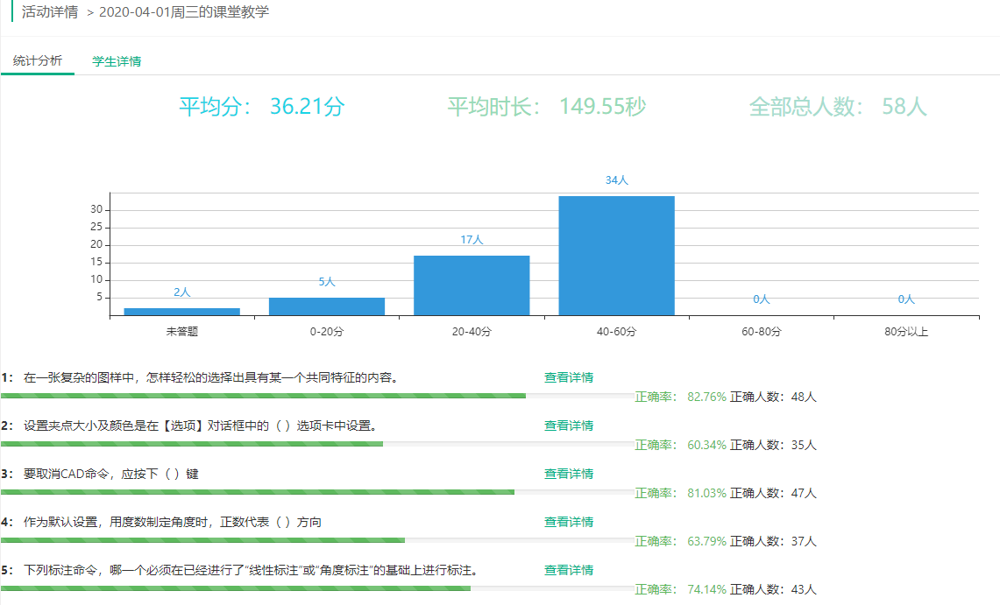 活动详情 > 2020-04-01周三的课堂教学
统计分析 学生详情
平均分： 36.21分 平均时长： 149.55秒 全部总人数： 58人
34人
30
25
17人
20
15
5人
10
2人
5
0人 0人
未答题 0-20分 20-40分 40-60分 60-80分 80分以上
1： 在一张复杂的图样中，怎样轻松的选择出具有某一个共同特征的内容。 查看详情
正确率： 82.76% 正确人数：48人
2： 设置夹点大小及颜色是在【选项】对话框中的（ ）选项卡中设置。 查看详情
正确率： 60.34% 正确人数：35人
3： 要取消CAD命令，应按下（ ）键 查看详情
正确率： 81.03% 正确人数：47人
4： 作为默认设置，用度数制定角度时，正数代表（ ）方向 查看详情
正确率： 63.79% 正确人数：37人
5： 下列标注命令，哪一个必须在已经进行了“线性标注”或“角度标注”的基础上进行标注。 查看详情
正确率： 74.14% 正确人数：43人